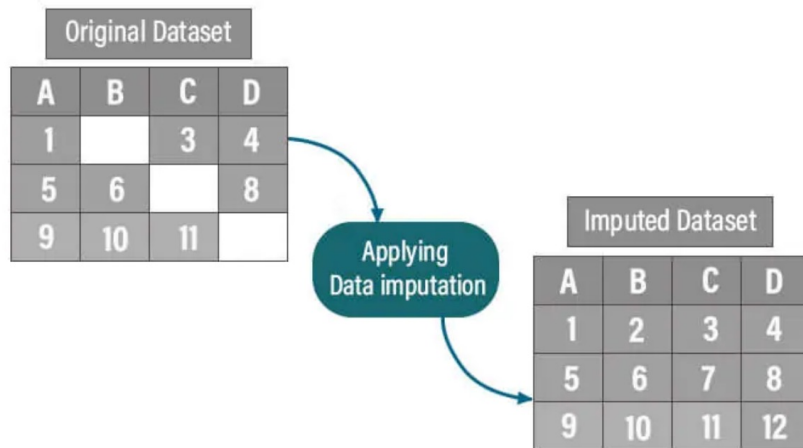 Original Dataset
A B C D
1 3 4
5 6 8
9 10 11
Applying
Data imputation
Imputed Dataset
A B C D
1 2 3 4
5 6 7 8
9 10 11 12